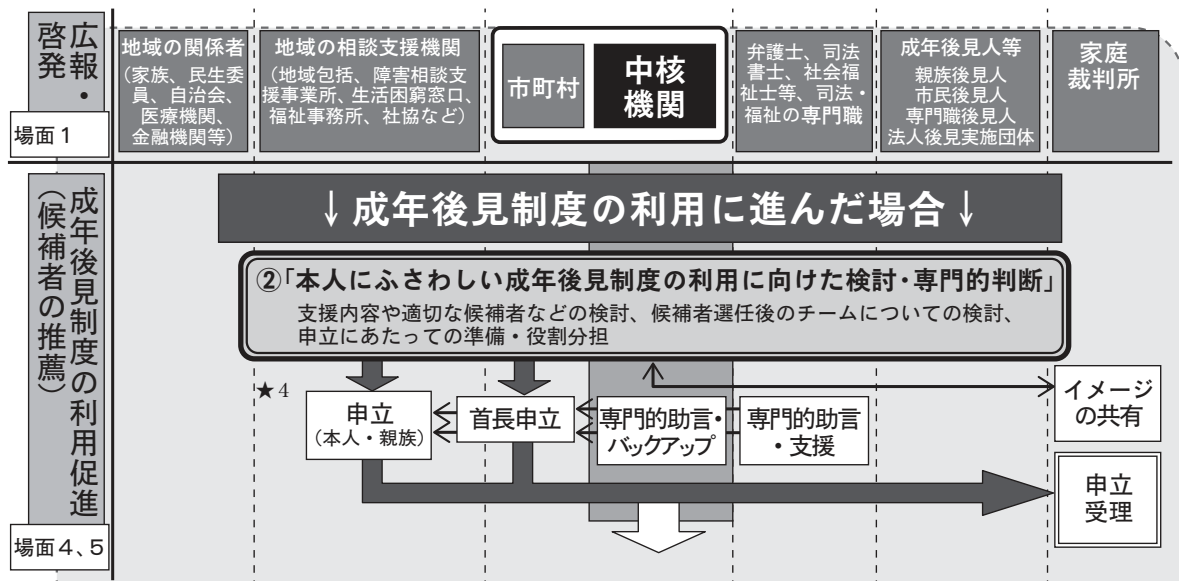 広報・
啓発
場面1
地域の関係者
（家族、民生委
員、自治会、
医療機関、
金融機関等）
地域の相談支援機関
（地域包括、障害相談支
援事業所、生活困窮窓口、
福祉事務所、社協など）
市町村
中核
機関
弁護士、司法
書士、社会福
祉士等、司法・
福祉の専門職
成年後見人等
親族後見人
市民後見人
専門職後見人
法人後見実施団体
家庭
裁判所
成年後見制度の利用促進
（候補者の推薦）
場面4、5
↓成年後見制度の利用に進んだ場合↓
②「本人にふさわしい成年後見制度の利用に向けた検討・専門的判断」
支援内容や適切な候補者などの検討、候補者選任後のチームについての検討、
申立にあたっての準備・役割分担
★4
申立
（本人・親族）
首長申立
専門的助言・
バックアップ
専門的助言
・支援
イメージ
の共有
申立
受理